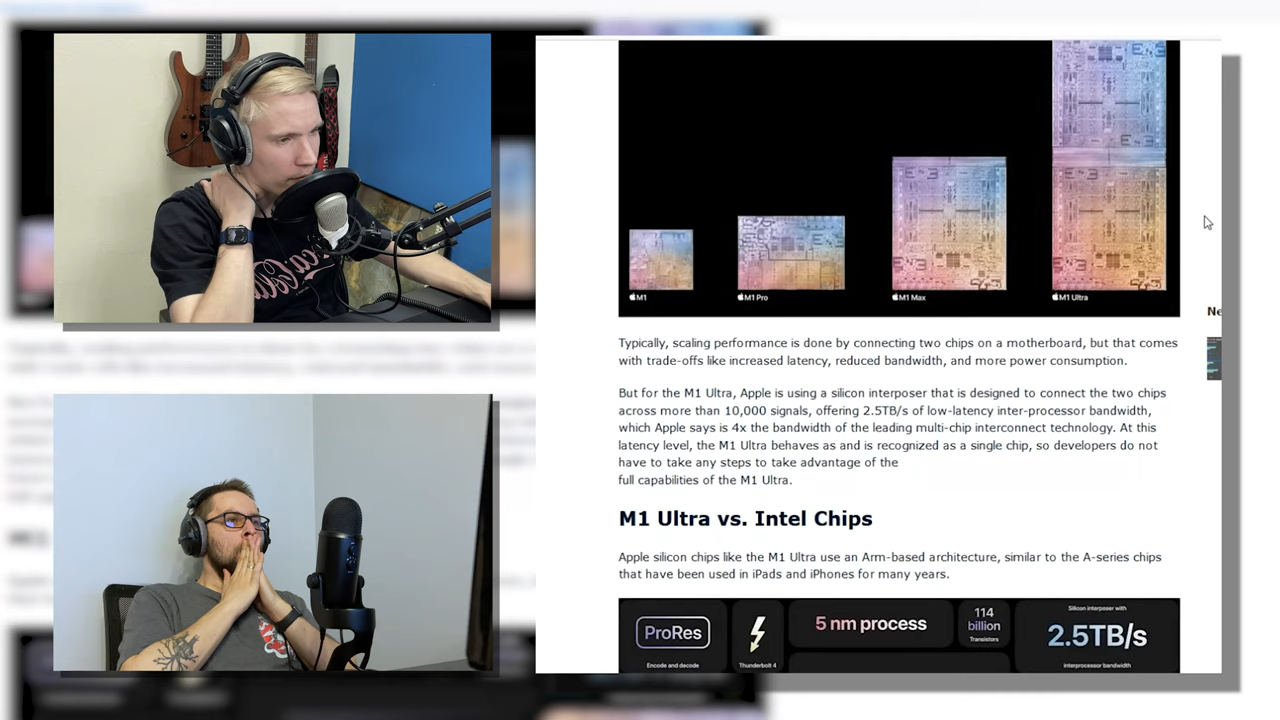 Coca-Cola
M1
M1 Pro
M1 Max
M1 Ultra
Ne
Typically, scaling performance is done by connecting two chips on a motherboard, but that comes
with trade-offs like increased latency, reduced bandwidth, and more power consumption.
But for the M1 Ultra, Apple is using a silicon interposer that is designed to connect the two chips
across more than 10,000 signals, offering 2.5TB/s of low-latency inter-processor bandwidth,
which Apple says is 4x the bandwidth of the leading multi-chip interconnect technology. At this
latency level, the M1 Ultra behaves as and is recognized as a single chip, so developers do not
have to take any steps to take advantage of the
full capabilities of the M1 Ultra.
M1 Ultra vs. Intel Chips
Apple silicon chips like the M1 Ultra use an Arm-based architecture, similar to the A-series chips
that have been used in iPads and iPhones for many years.
ProRes
Encode and decode
Thunderbolt 4
5 nm process
114
billion
Transistors
Silicon interposer with
2.5TB/s
interprocessor bandwidth